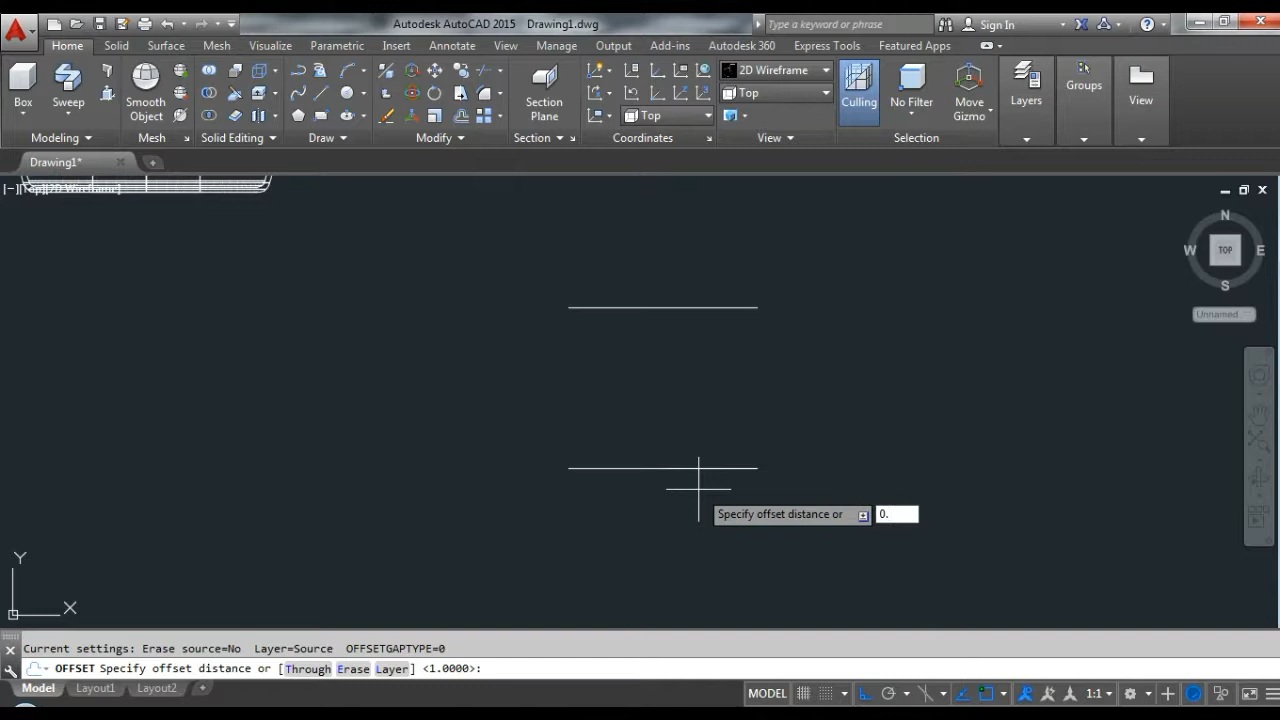 Autodesk AutoCAD 2015 Drawing1.dwg
Type a keyword or phrase
Sign In
Home Solid Surface Mesh Visualize Parametric Insert Annotate View Manage Output Add-ins Autodesk 360 Express Tools Featured Apps
2D Wireframe
Top
Box Sweep Smooth Object Section Plane Top Culling No Filter Move Gizmo Layers Groups View
Modeling Mesh Solid Editing Draw Modify Section Coordinates View Selection
Drawing1*
[−][Top][2D Wireframe]
N
W TOP E
S
Unnamed
Specify offset distance or 0.
Y
X
Current settings: Erase source=No Layer=Source OFFSETGAPTYPE=0
OFFSET Specify offset distance or [Through Erase Layer] <1.0000>:
Model Layout1 Layout2 + MODEL 1:1